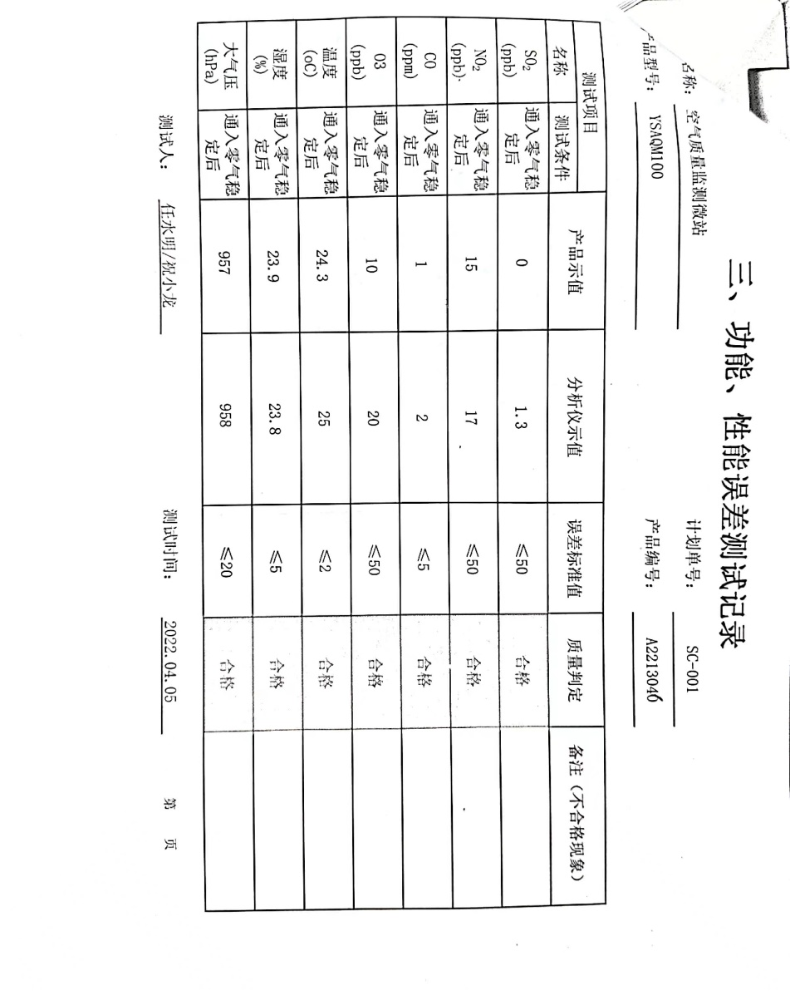 三、功能、性能误差测试记录
名称： 空气质量监测微站 计划单号： SC-001
产品型号： YSAQM100 产品编号： A2213046
测试项目 产品示值 分析仪示值 误差标准值 质量判定 备注（不合格现象）
名称 测试条件
SO₂ (ppb) 通入零气稳定后 0 1.3 ≤50 合格
NO₂ (ppb) 通入零气稳定后 15 17 ≤50 合格
CO (ppm) 通入零气稳定后 1 2 ≤5 合格
O3 (ppb) 通入零气稳定后 10 20 ≤50 合格
温度 (oC) 通入零气稳定后 24.3 25 ≤2 合格
湿度 (%) 通入零气稳定后 23.9 23.8 ≤5 合格
大气压 (hPa) 通入零气稳定后 957 958 ≤20 合格
测试人： 任水明/祝小龙 测试时间： 2022.04.05 第 页